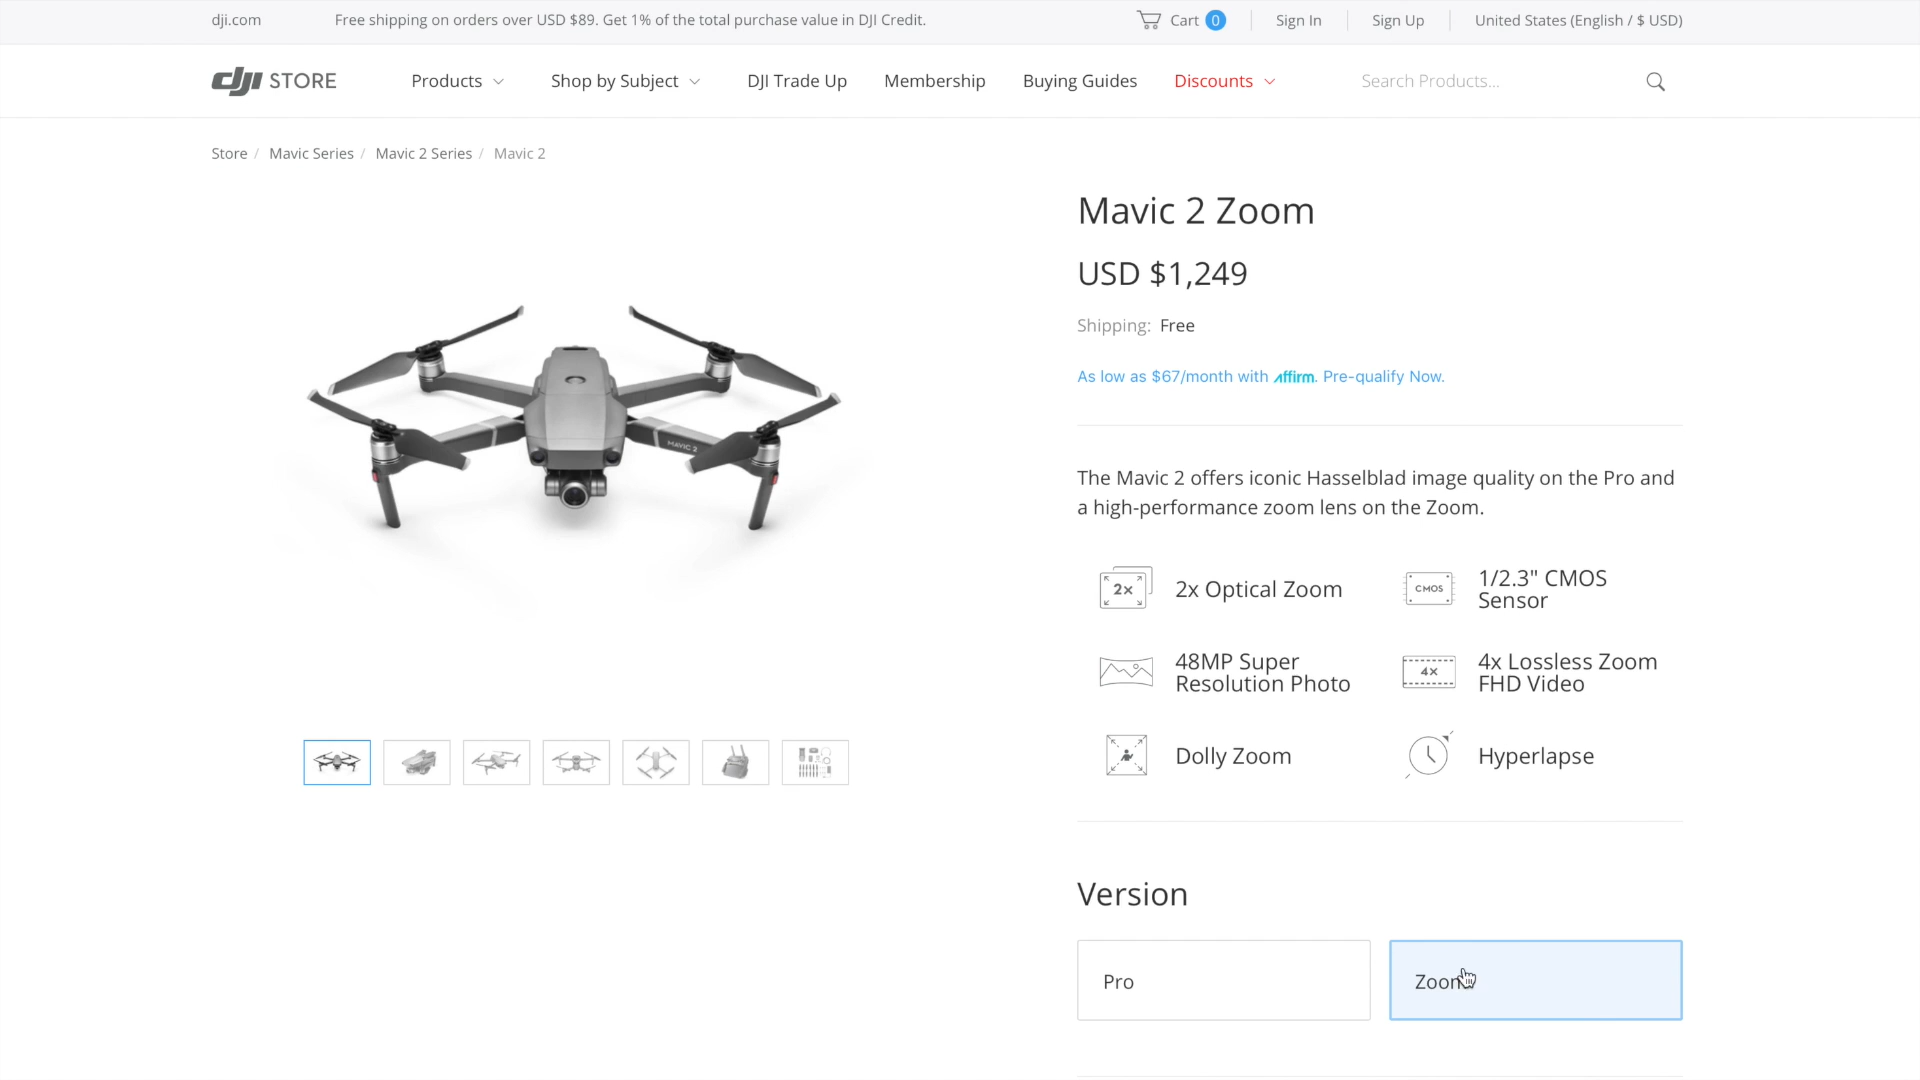 dji.com Free shipping on orders over USD $89. Get 1% of the total purchase value in DJI Credit. Cart 0 Sign In Sign Up United States (English / $ USD)
dji STORE Products Shop by Subject DJI Trade Up Membership Buying Guides Discounts Search Products...
Store / Mavic Series / Mavic 2 Series / Mavic 2
Mavic 2 Zoom
USD $1,249
Shipping: Free
As low as $67/month with affirm. Pre-qualify Now.
MAVIC 2
The Mavic 2 offers iconic Hasselblad image quality on the Pro and
a high-performance zoom lens on the Zoom.
2x 2x Optical Zoom
CMOS 1/2.3" CMOS
Sensor
48MP Super
Resolution Photo
4X 4x Lossless Zoom
FHD Video
Dolly Zoom
Hyperlapse
Version
Pro
Zoom